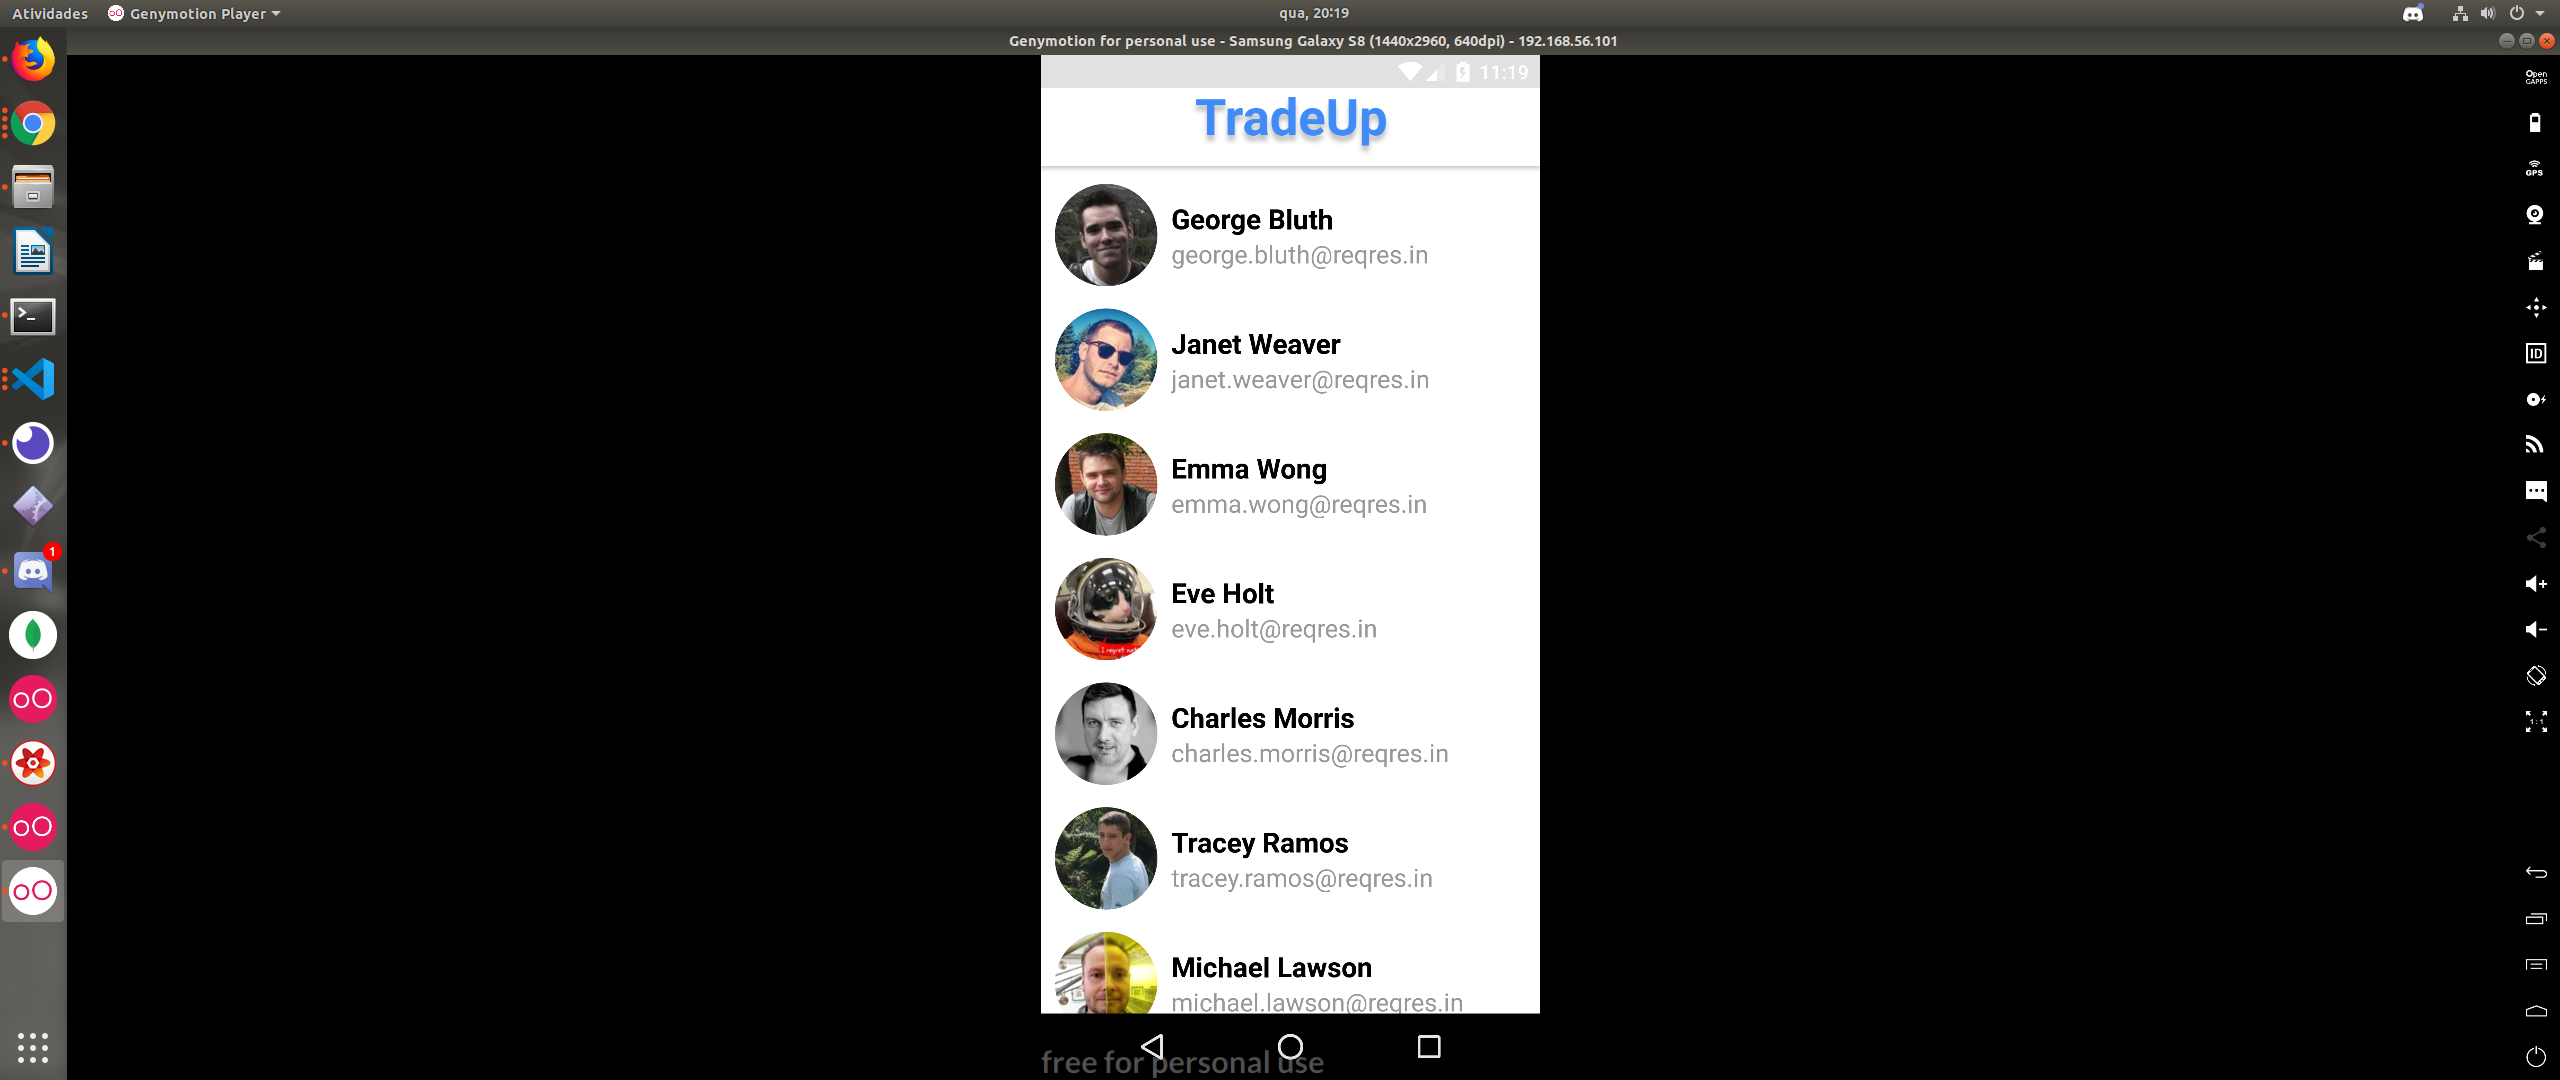 Atividades
Genymotion Player
qua, 20:19
Genymotion for personal use - Samsung Galaxy S8 (1440x2960, 640dpi) - 192.168.56.101
11:19
TradeUp
George Bluth
george.bluth@reqres.in
Janet Weaver
janet.weaver@reqres.in
Emma Wong
emma.wong@reqres.in
Eve Holt
eve.holt@reqres.in
I regret
Charles Morris
charles.morris@reqres.in
Tracey Ramos
tracey.ramos@reqres.in
Michael Lawson
michael.lawson@reqres.in
free for personal use
1
Open
GAPPS
GPS
ID
1:1